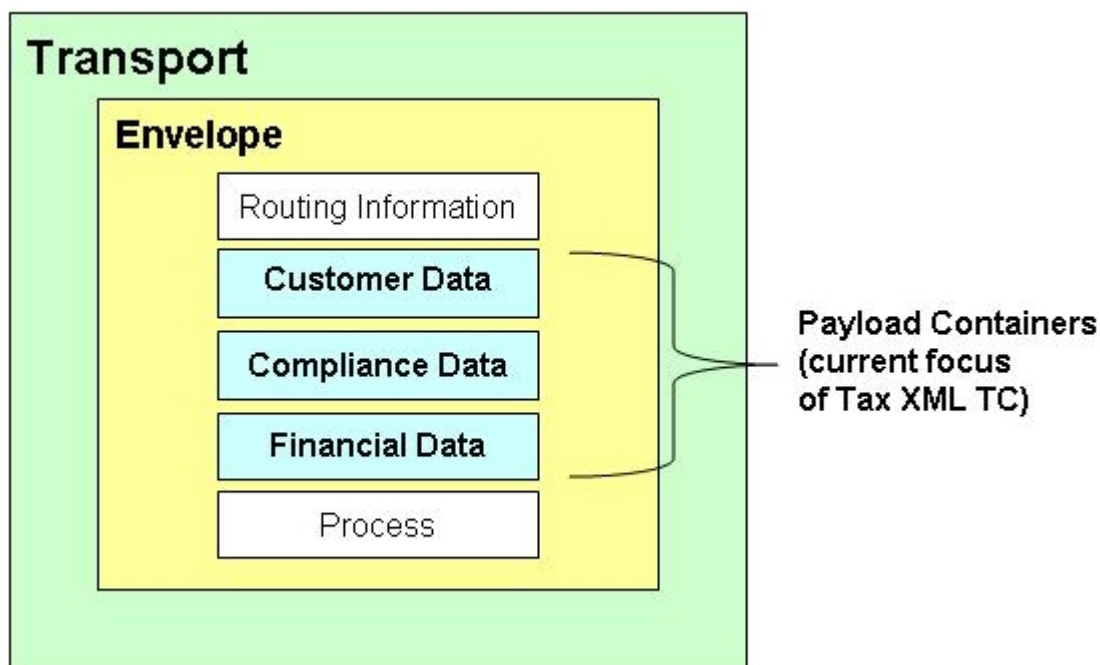 Transport
Envelope
Routing Information
Customer Data
Compliance Data
Financial Data
Process
Payload Containers
(current focus
of Tax XML TC)